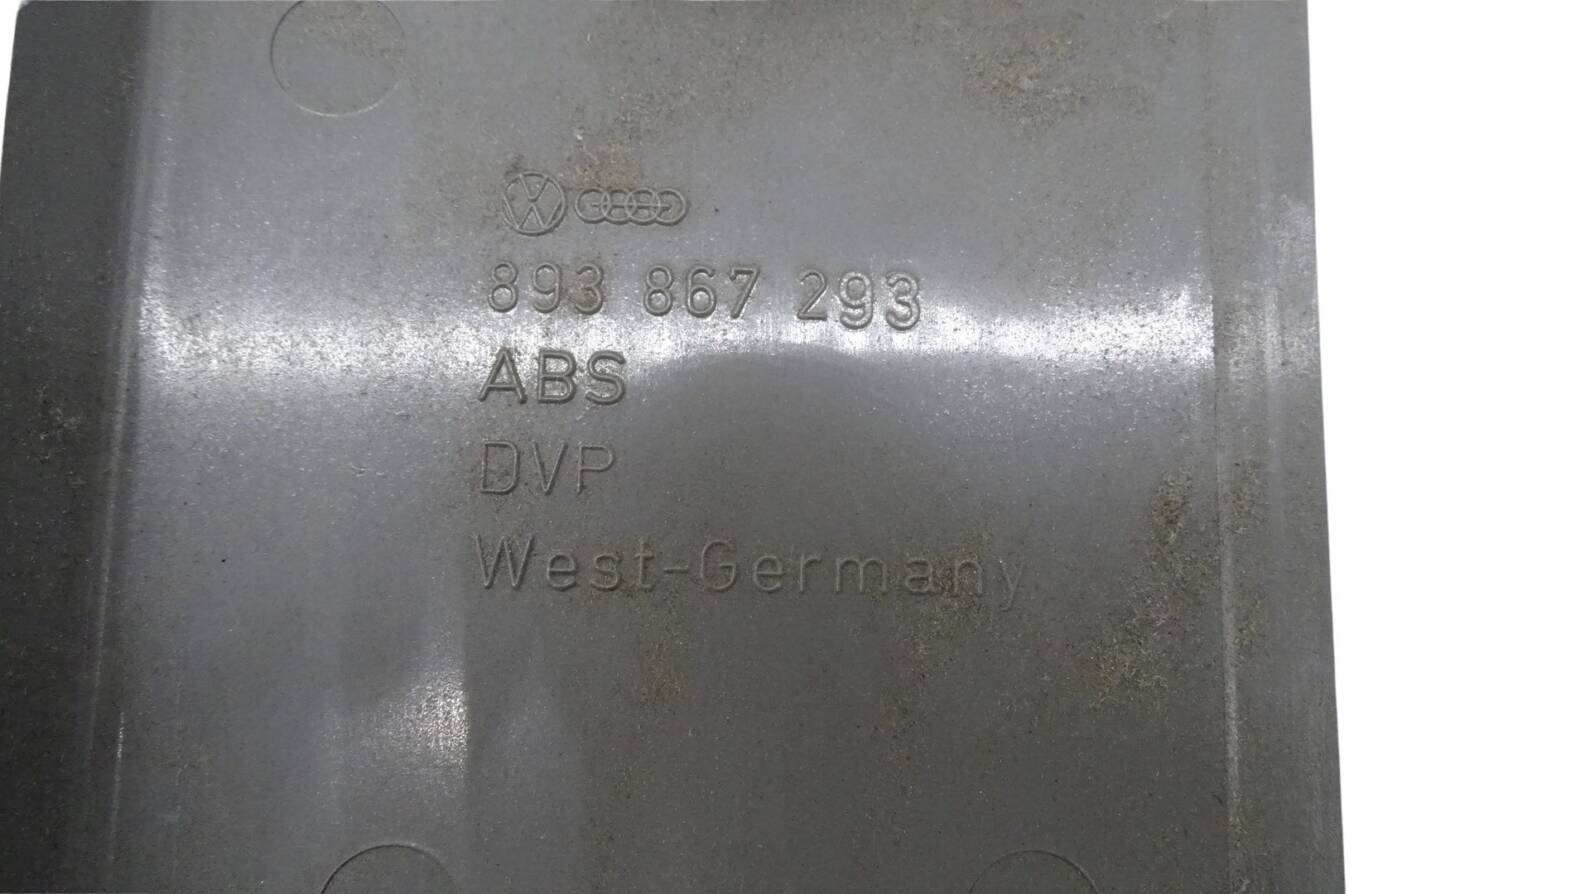 893 867 293
ABS
DVP
West-Germany